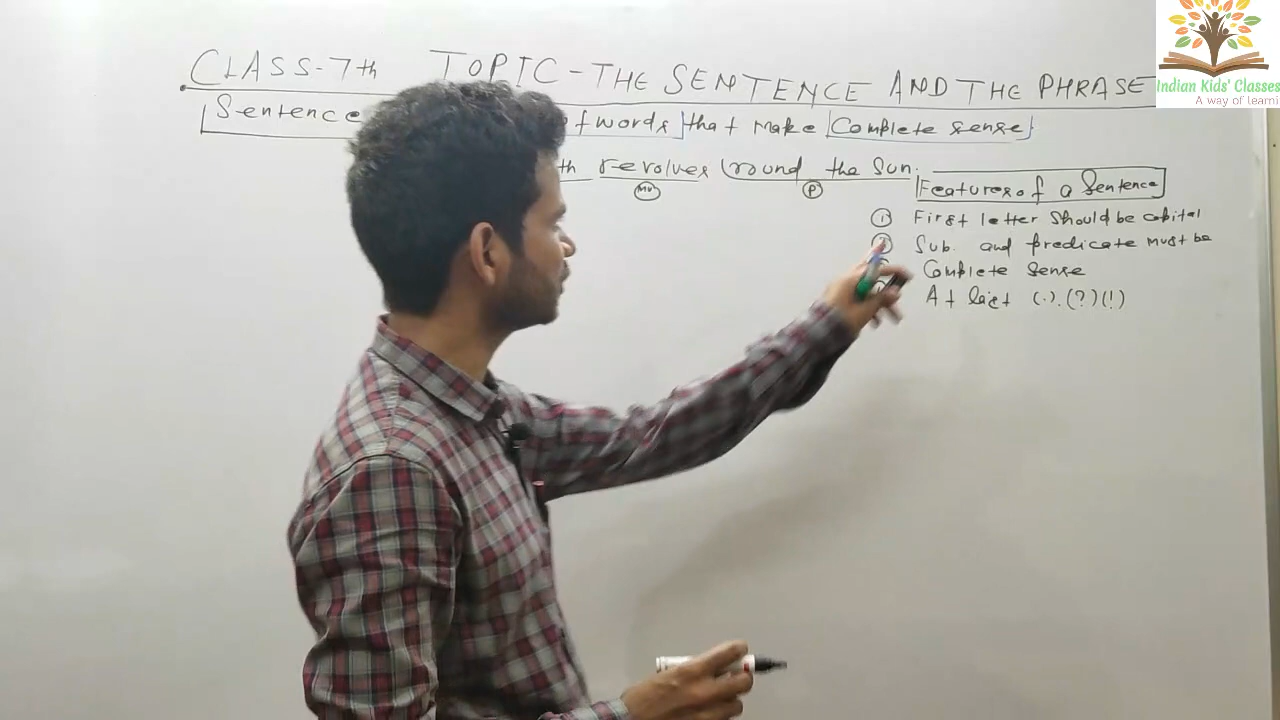 CLASS-7th TOPIC-THE SENTENCE AND THE PHRASE
Indian Kids' Classes
A way of learni
Sentence words that make Complete sense
revolves round the Sun.
MV P
Features of a Sentence
1 First letter should be capital
2 Sub. and predicate must be
Complete sense
At last (.) (?) (!)